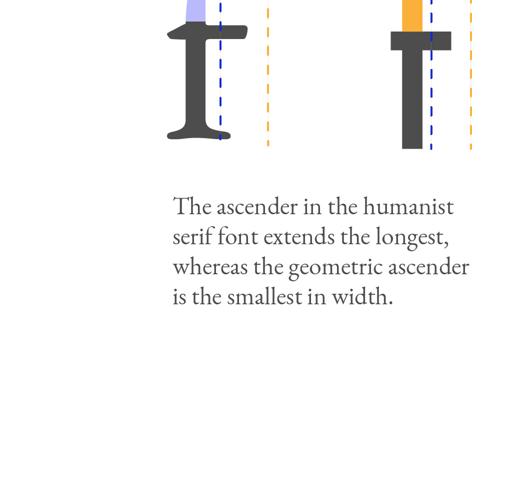 The ascender in the humanist
serif font extends the longest,
whereas the geometric ascender
is the smallest in width.